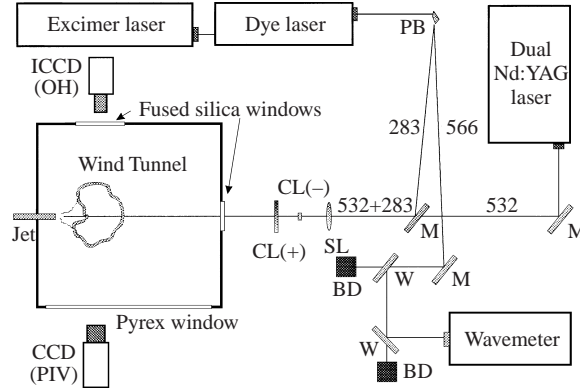 Excimer laser
Dye laser
PB
Dual
Nd:YAG
laser
ICCD
(OH)
Fused silica windows
283
566
Wind Tunnel
CL(–)
532+283
532
Jet
M
M
CL(+)
SL
W
M
BD
Pyrex window
Wavemeter
CCD
(PIV)
W
BD